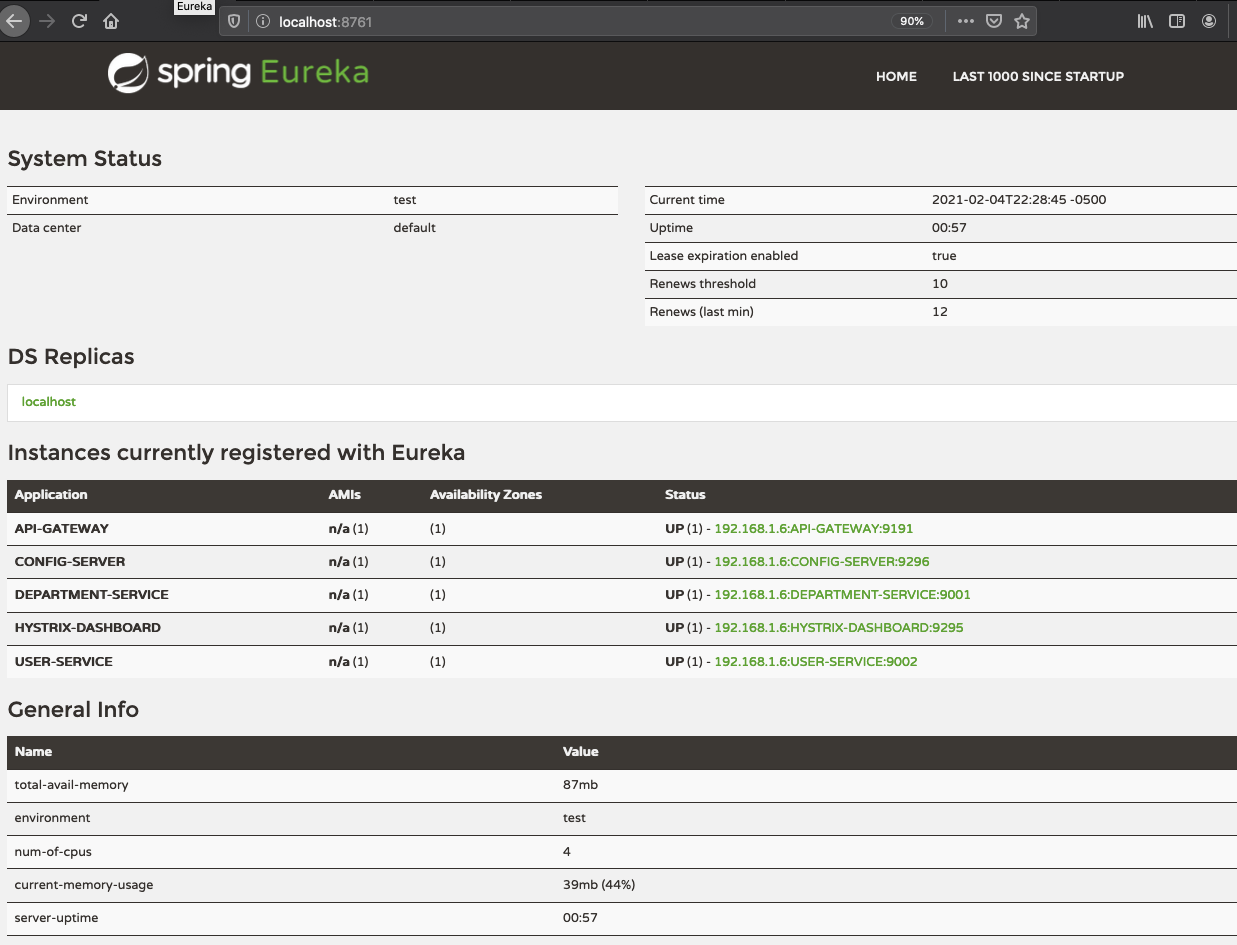 Eureka
localhost:8761 90%
spring Eureka HOME LAST 1000 SINCE STARTUP
System Status
Environment test
Data center default
Current time 2021-02-04T22:28:45 -0500
Uptime 00:57
Lease expiration enabled true
Renews threshold 10
Renews (last min) 12
DS Replicas
localhost
Instances currently registered with Eureka
Application AMIs Availability Zones Status
API-GATEWAY n/a (1) (1) UP (1) - 192.168.1.6:API-GATEWAY:9191
CONFIG-SERVER n/a (1) (1) UP (1) - 192.168.1.6:CONFIG-SERVER:9296
DEPARTMENT-SERVICE n/a (1) (1) UP (1) - 192.168.1.6:DEPARTMENT-SERVICE:9001
HYSTRIX-DASHBOARD n/a (1) (1) UP (1) - 192.168.1.6:HYSTRIX-DASHBOARD:9295
USER-SERVICE n/a (1) (1) UP (1) - 192.168.1.6:USER-SERVICE:9002
General Info
Name Value
total-avail-memory 87mb
environment test
num-of-cpus 4
current-memory-usage 39mb (44%)
server-uptime 00:57